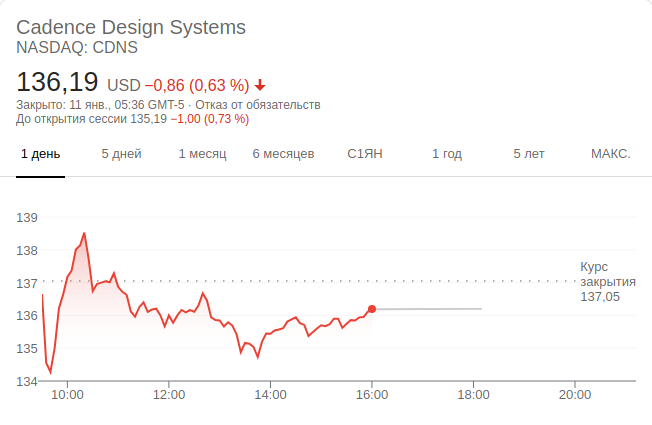 Cadence Design Systems
NASDAQ: CDNS
136,19 USD −0,86 (0,63 %)
Закрыто: 11 янв., 05:36 GMT-5 · Отказ от обязательств
До открытия сессии 135,19 −1,00 (0,73 %)
1 день 5 дней 1 месяц 6 месяцев С1ЯН 1 год 5 лет МАКС.
139
138
137
136
135
134
Курс
закрытия
137,05
10:00 12:00 14:00 16:00 18:00 20:00